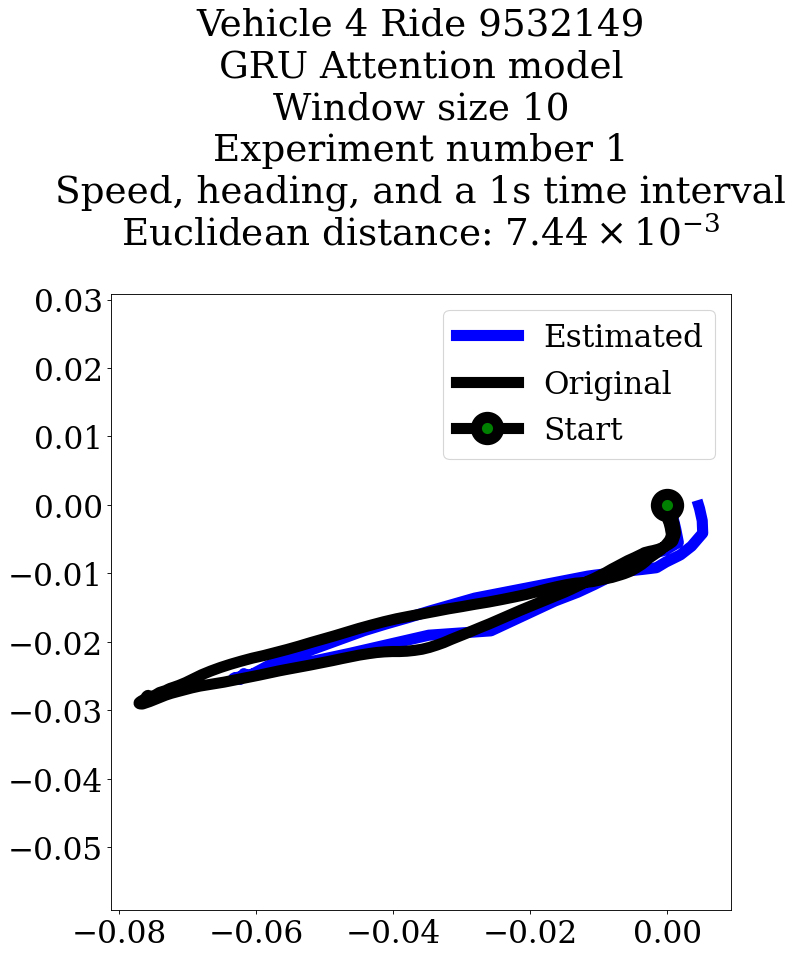 Vehicle 4 Ride 9532149
GRU Attention model
Window size 10
Experiment number 1
Speed, heading, and a 1s time interval
Euclidean distance: 7.44 × 10⁻³
Estimated
Original
Start
0.03
0.02
0.01
0.00
−0.01
−0.02
−0.03
−0.04
−0.05
−0.08 −0.06 −0.04 −0.02 0.00